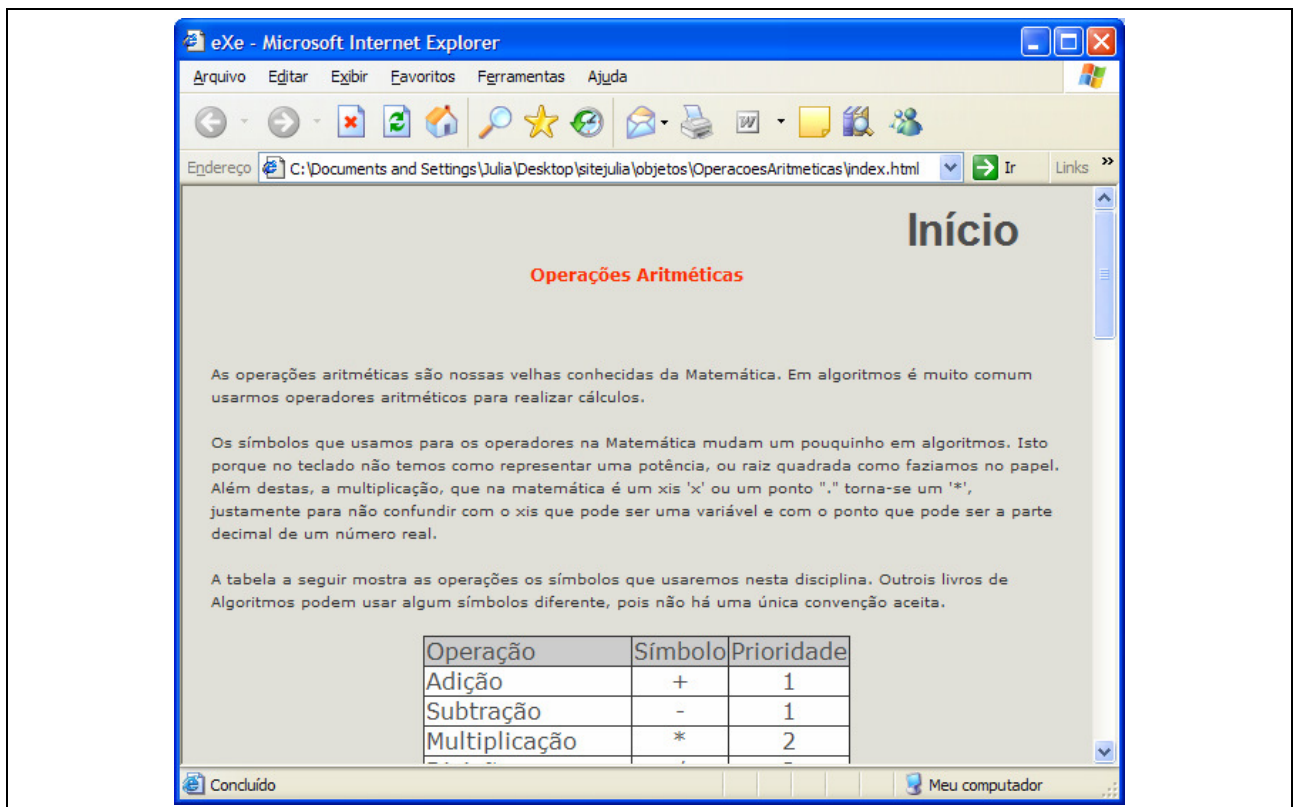 eXe - Microsoft Internet Explorer
Arquivo Editar Exibir Favoritos Ferramentas Ajuda
Endereço C:\Documents and Settings\Julia\Desktop\sitejulia\objetos\OperacoesAritmeticas\index.html Ir Links »
Início
Operações Aritméticas
As operações aritméticas são nossas velhas conhecidas da Matemática. Em algoritmos é muito comum
usarmos operadores aritméticos para realizar cálculos.
Os símbolos que usamos para os operadores na Matemática mudam um pouquinho em algoritmos. Isto
porque no teclado não temos como representar uma potência, ou raiz quadrada como faziamos no papel.
Além destas, a multiplicação, que na matemática é um xis 'x' ou um ponto "." torna-se um '*',
justamente para não confundir com o xis que pode ser uma variável e com o ponto que pode ser a parte
decimal de um número real.
A tabela a seguir mostra as operações os símbolos que usaremos nesta disciplina. Outrois livros de
Algoritmos podem usar algum símbolos diferente, pois não há uma única convenção aceita.
Operação Símbolo Prioridade
Adição + 1
Subtração - 1
Multiplicação * 2
Concluído Meu computador